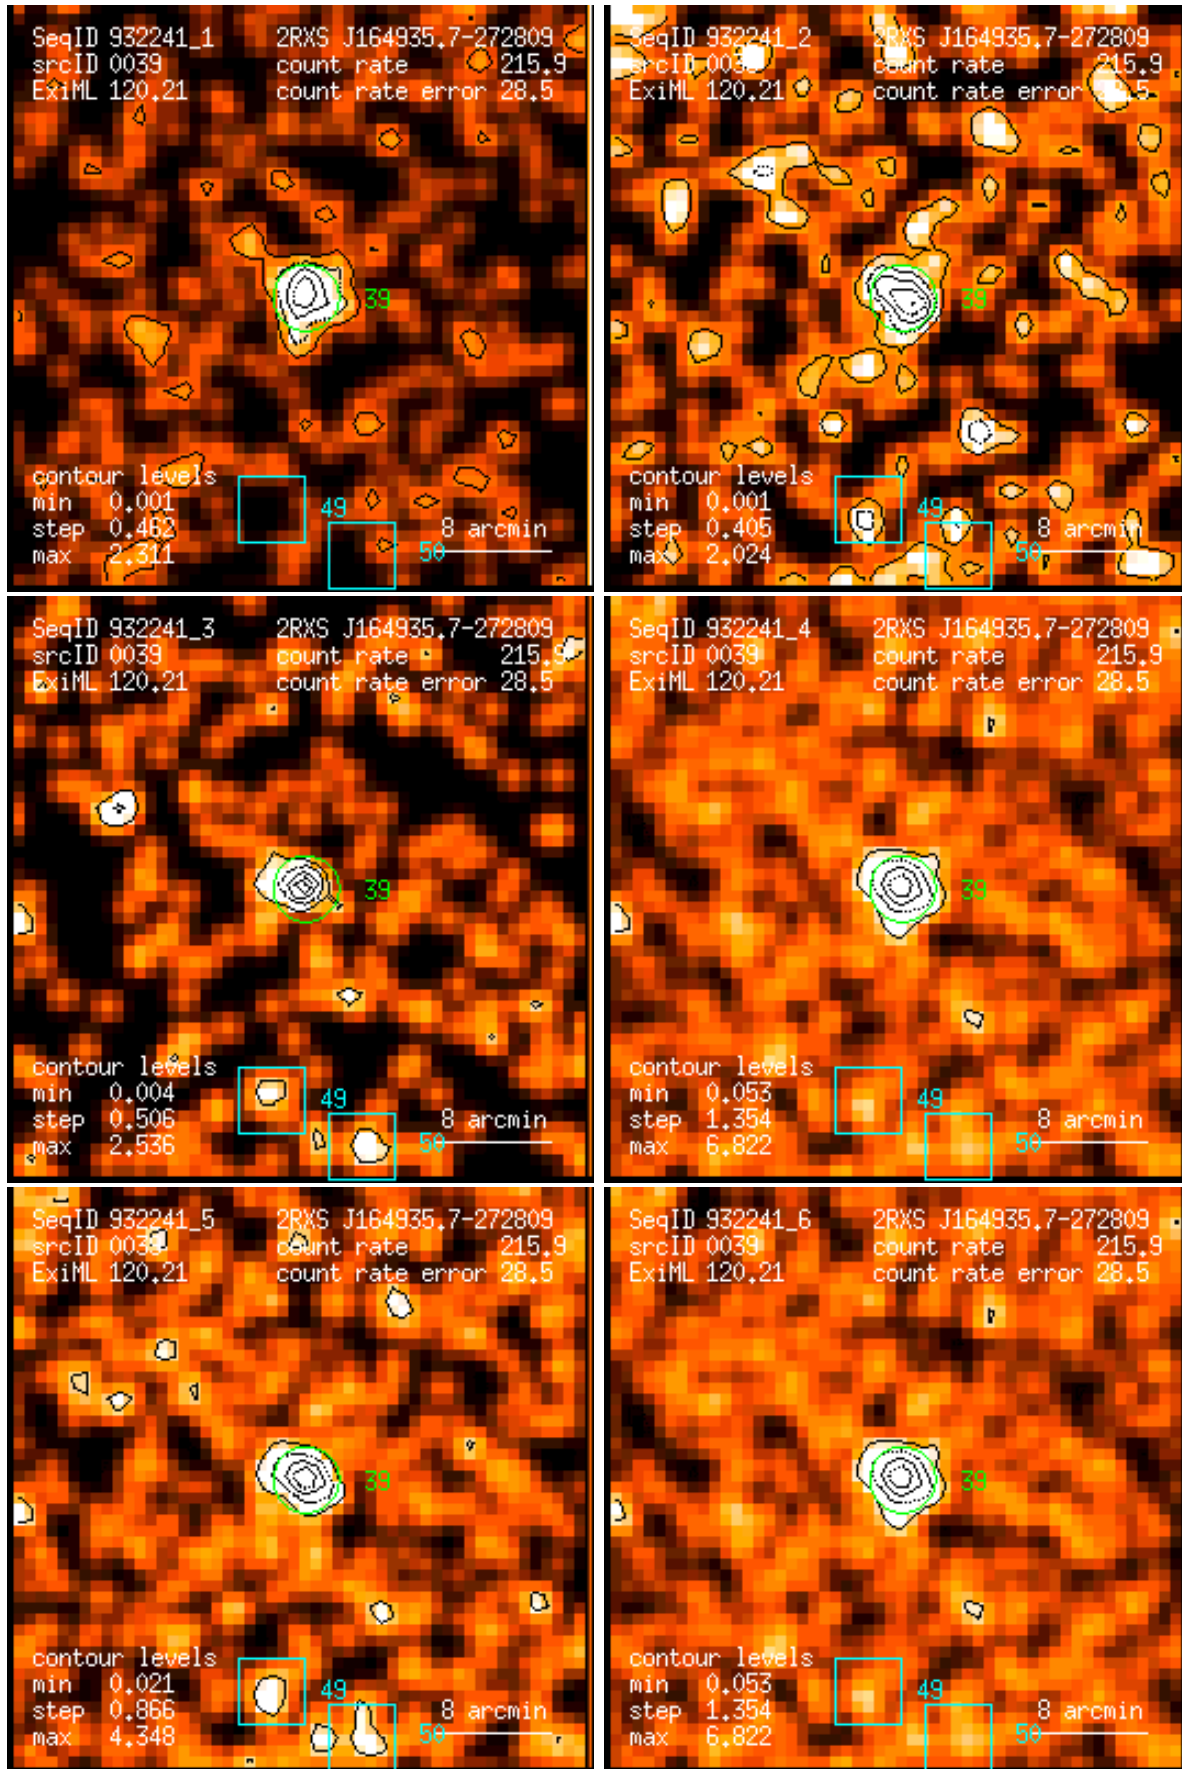 SeqID 932241_1 2RXS J164935.7-272809
srcID 0039 count rate 215.9
ExiML 120.21 count rate error 28.5
39
contour levels
min 0.001
step 0.462
max 2.311
49
8 arcmin
50
SeqID 932241_2 2RXS J164935.7-272809
srcID 0039 count rate 215.9
ExiML 120.21 count rate error 28.5
39
contour levels
min 0.001
step 0.405
max 2.024
49
8 arcmin
50
SeqID 932241_3 2RXS J164935.7-272809
srcID 0039 count rate 215.9
ExiML 120.21 count rate error 28.5
39
contour levels
min 0.004
step 0.506
max 2.536
49
8 arcmin
50
SeqID 932241_4 2RXS J164935.7-272809
srcID 0039 count rate 215.9
ExiML 120.21 count rate error 28.5
39
contour levels
min 0.053
step 1.354
max 6.822
49
8 arcmin
50
SeqID 932241_5 2RXS J164935.7-272809
srcID 0039 count rate 215.9
ExiML 120.21 count rate error 28.5
39
contour levels
min 0.021
step 0.866
max 4.348
49
8 arcmin
50
SeqID 932241_6 2RXS J164935.7-272809
srcID 0039 count rate 215.9
ExiML 120.21 count rate error 28.5
39
contour levels
min 0.053
step 1.354
max 6.822
49
8 arcmin
50